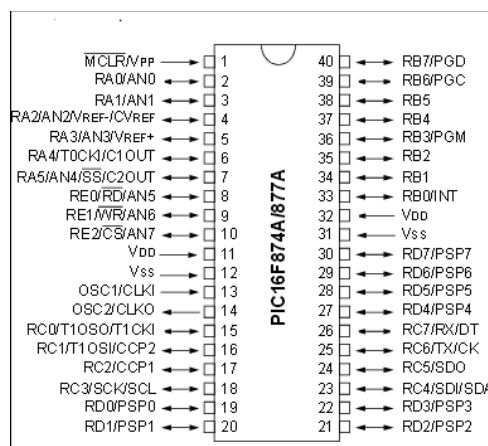 MCLR/VPP 1
RA0/AN0 2
RA1/AN1 3
RA2/AN2/VREF-/CVREF 4
RA3/AN3/VREF+ 5
RA4/T0CKI/C1OUT 6
RA5/AN4/SS/C2OUT 7
RE0/RD/AN5 8
RE1/WR/AN6 9
RE2/CS/AN7 10
VDD 11
VSS 12
OSC1/CLKI 13
OSC2/CLKO 14
RC0/T1OSO/T1CKI 15
RC1/T1OSI/CCP2 16
RC2/CCP1 17
RC3/SCK/SCL 18
RD0/PSP0 19
RD1/PSP1 20
PIC16F874A/877A
40 RB7/PGD
39 RB6/PGC
38 RB5
37 RB4
36 RB3/PGM
35 RB2
34 RB1
33 RB0/INT
32 VDD
31 VSS
30 RD7/PSP7
29 RD6/PSP6
28 RD5/PSP5
27 RD4/PSP4
26 RC7/RX/DT
25 RC6/TX/CK
24 RC5/SDO
23 RC4/SDI/SDA
22 RD3/PSP3
21 RD2/PSP2